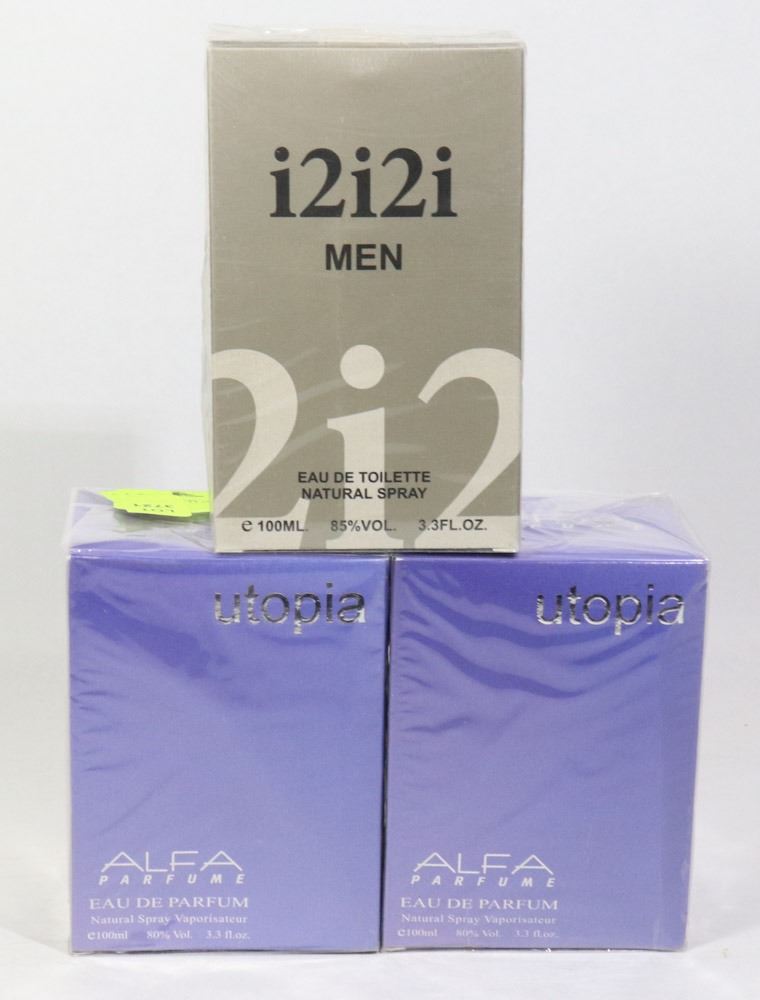 i2i2i
MEN
2i2
EAU DE TOILETTE
NATURAL SPRAY
e 100ML. 85%VOL. 3.3FL.OZ.
LOT
3721
utopia
ALFA
PARFUME
EAU DE PARFUM
Natural Spray Vaporisateur
e100ml 80% Vol. 3.3 fl.oz.
utopia
ALFA
PARFUME
EAU DE PARFUM
Natural Spray Vaporisateur
e100ml 80% Vol. 3.3 fl.oz.